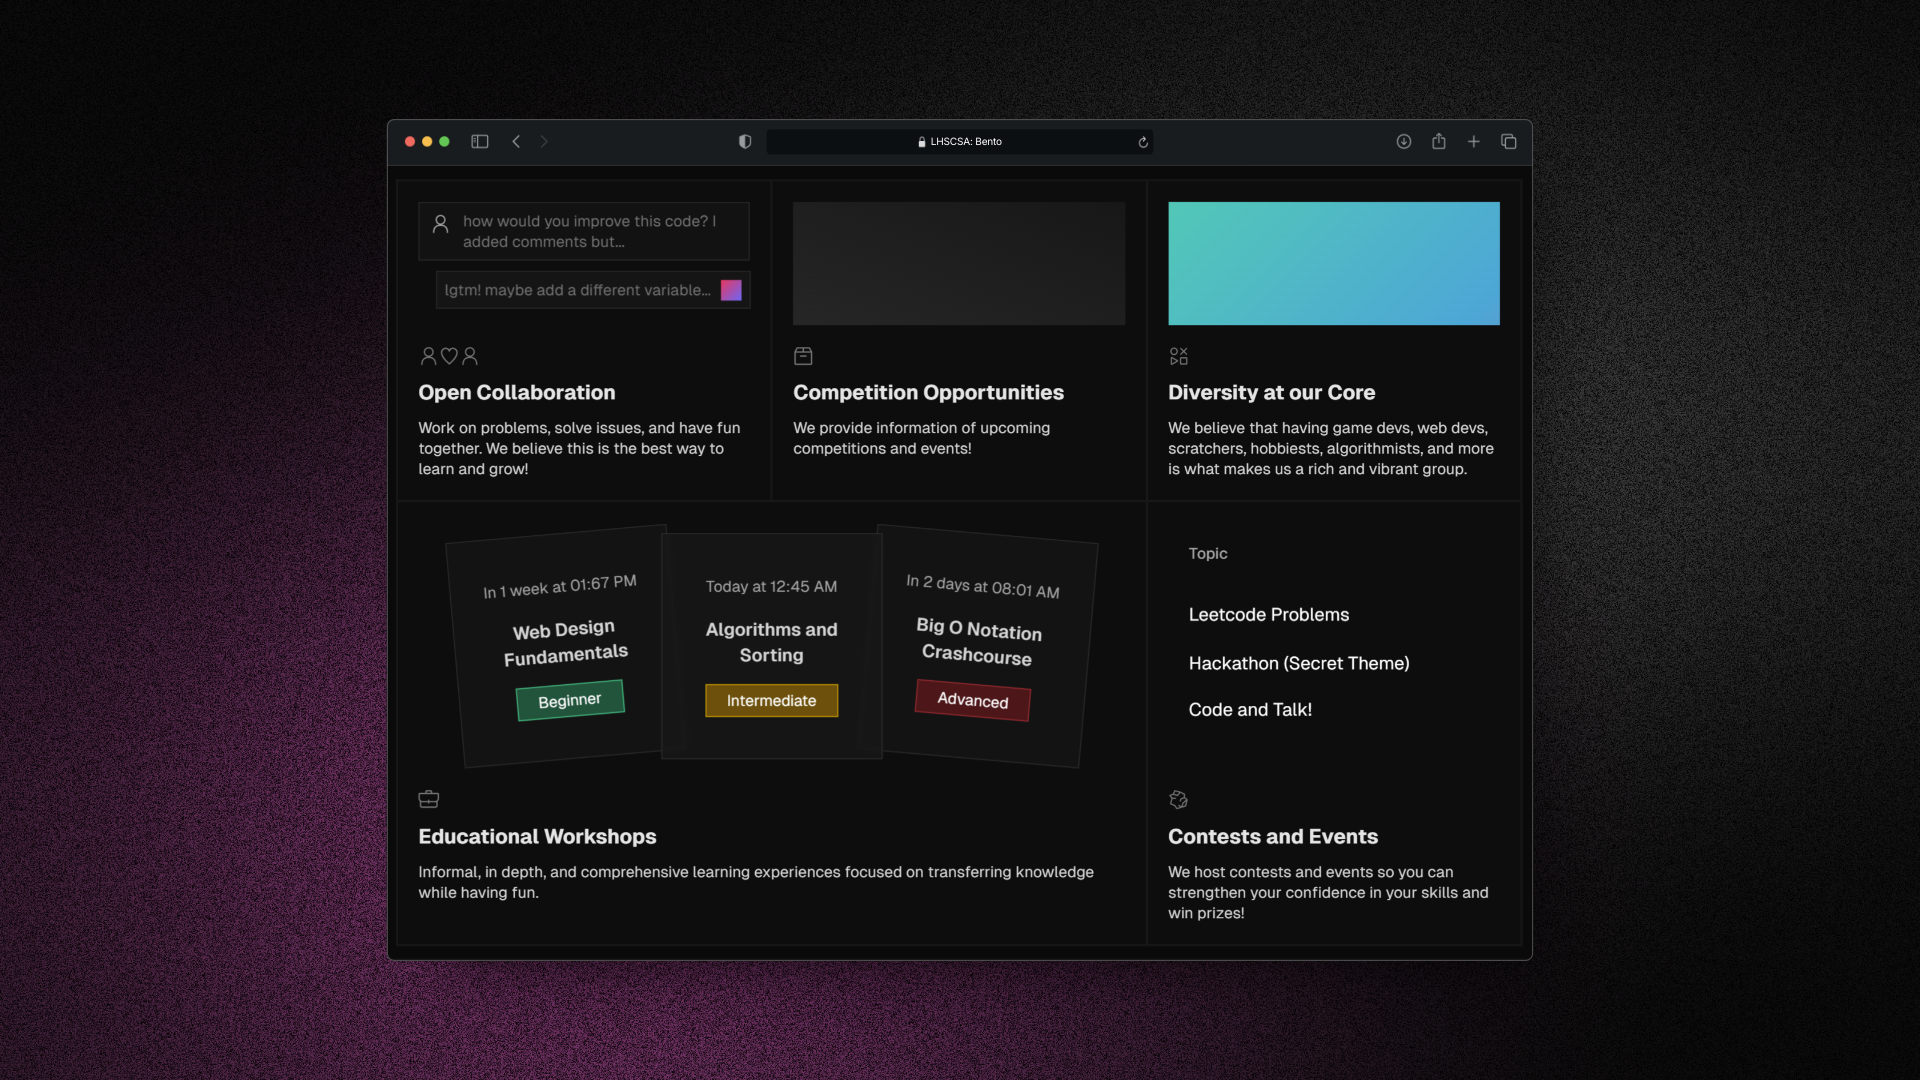 LHSCSA: Bento
how would you improve this code? I
added comments but...
lgtm! maybe add a different variable...
Open Collaboration
Work on problems, solve issues, and have fun
together. We believe this is the best way to
learn and grow!
Competition Opportunities
We provide information of upcoming
competitions and events!
Diversity at our Core
We believe that having game devs, web devs,
scratchers, hobbiests, algorithmists, and more
is what makes us a rich and vibrant group.
In 1 week at 01:67 PM
Web Design
Fundamentals
Beginner
Today at 12:45 AM
Algorithms and
Sorting
Intermediate
In 2 days at 08:01 AM
Big O Notation
Crashcourse
Advanced
Educational Workshops
Informal, in depth, and comprehensive learning experiences focused on transferring knowledge
while having fun.
Topic
Leetcode Problems
Hackathon (Secret Theme)
Code and Talk!
Contests and Events
We host contests and events so you can
strengthen your confidence in your skills and
win prizes!